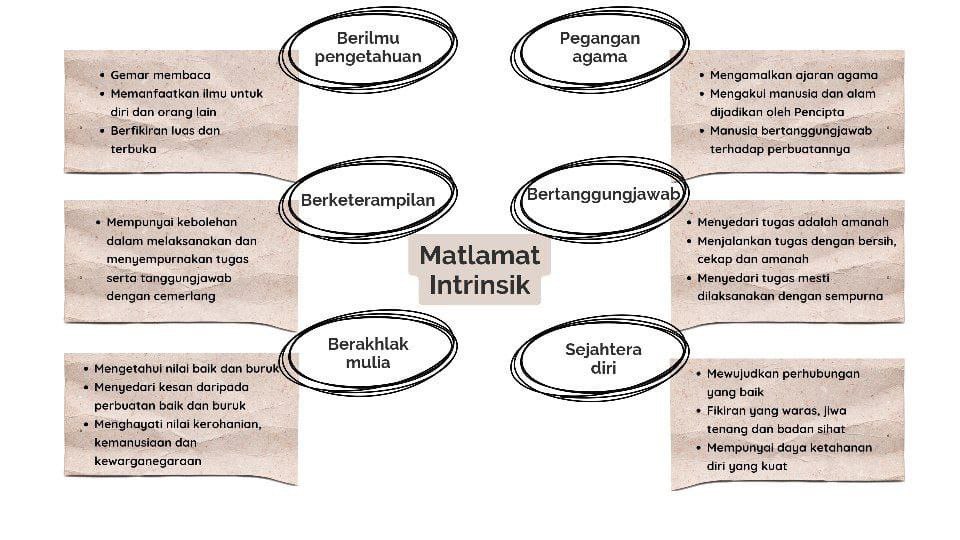 Berilmu
pengetahuan
Gemar membaca
Memanfaatkan ilmu untuk
diri dan orang lain
Berfikiran luas dan
terbuka
Pegangan
agama
Mengamalkan ajaran agama
Mengakui manusia dan alam
dijadikan oleh Pencipta
Manusia bertanggungjawab
terhadap perbuatannya
Berketerampilan
Mempunyai kebolehan
dalam melaksanakan dan
menyempurnakan tugas
serta tanggungjawab
dengan cemerlang
Bertanggungjawab
Menyedari tugas adalah amanah
Menjalankan tugas dengan bersih,
cekap dan amanah
Menyedari tugas mesti
dilaksanakan dengan sempurna
Matlamat
Intrinsik
Berakhlak
mulia
Mengetahui nilai baik dan buruk
Menyedari kesan daripada
perbuatan baik dan buruk
Menghayati nilai kerohanian,
kemanusiaan dan
kewarganegaraan
Sejahtera
diri
Mewujudkan perhubungan
yang baik
Fikiran yang waras, jiwa
tenang dan badan sihat
Mempunyai daya ketahanan
diri yang kuat